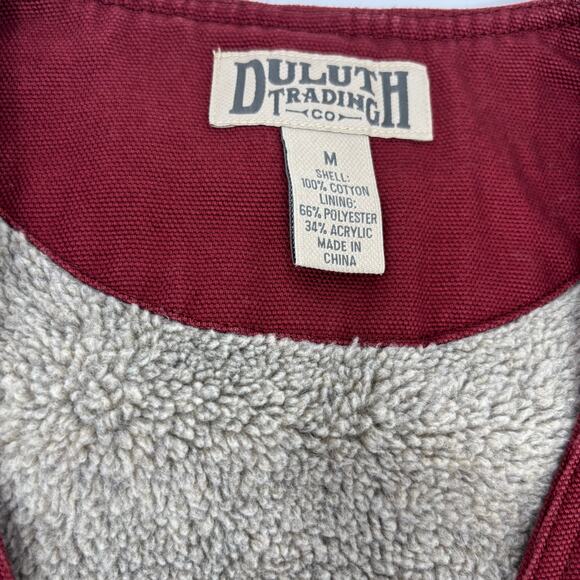 DULUTH
TRADING
CO
M
SHELL:
100% COTTON
LINING:
66% POLYESTER
34% ACRYLIC
MADE IN
CHINA